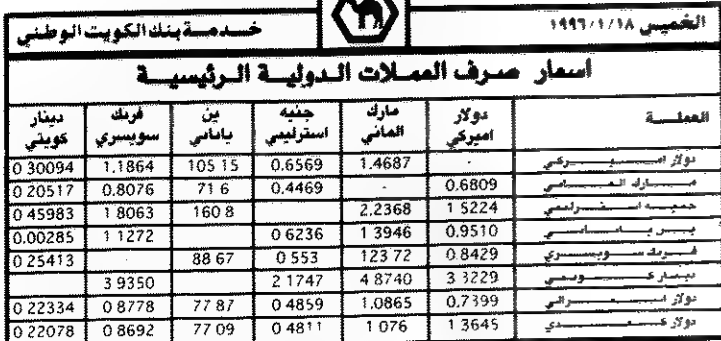 الخميس ١٩٩٦/١/١٨
خدمة بنك الكويت الوطني
اسعار صرف العملات الدولية الرئيسية
العملة دولار اميركي مارك الماني جنيه استرليني ين ياباني فرنك سويسري دينار كويتي
دولار اميركي - 1.4687 0.6569 105 15 1.1864 0 30094
مارك الماني 0.6809 - 0.4469 71 6 0.8076 0 20517
جنيه استرليني 1 5224 2.2368 160 8 1 8063 0 45983
ين ياباني 0.9510 1 3946 0 6236 1 1272 0.00285
فرنك سويسري 0.8429 123 72 0 553 88 67 0 25413
دينار كويتي 3 3229 4 8740 2 1747 3 9350
دولار استرالي 0.7399 1.0865 0 4859 77 87 0 8778 0 22334
دولار كندي 1 3645 1 076 0 4811 77 09 0 8692 0 22078